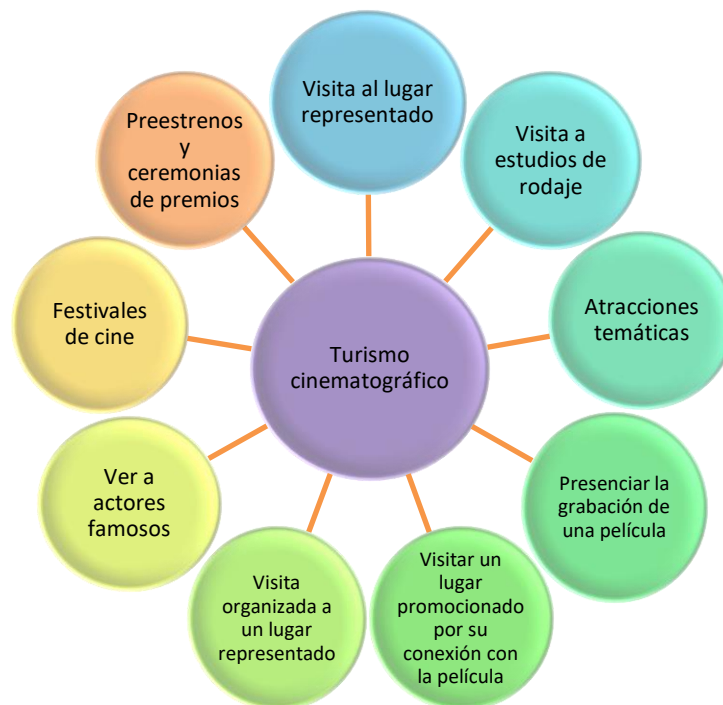 Turismo
cinematográfico
Visita al lugar
representado
Visita a
estudios de
rodaje
Atracciones
temáticas
Presenciar la
grabación de
una película
Visitar un
lugar
promocionado
por su
conexión con
la película
Visita
organizada a
un lugar
representado
Ver a
actores
famosos
Festivales
de cine
Preestrenos
y
ceremonias
de premios